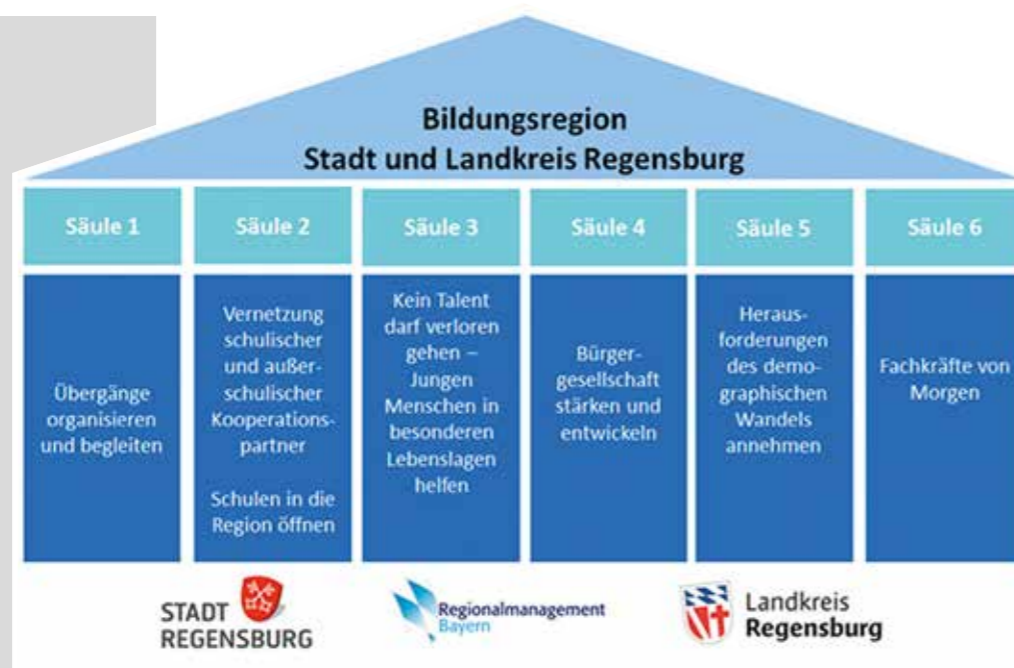 Bildungsregion
Stadt und Landkreis Regensburg
Säule 1
Übergänge
organisieren
und begleiten
Säule 2
Vernetzung
schulischer
und außer-
schulischer
Kooperations-
partner
Schulen in die
Region öffnen
Säule 3
Kein Talent
darf verloren
gehen –
Jungen
Menschen in
besonderen
Lebenslagen
helfen
Säule 4
Bürger-
gesellschaft
stärken und
entwickeln
Säule 5
Heraus-
forderungen
des demo-
graphischen
Wandels
annehmen
Säule 6
Fachkräfte von
Morgen
STADT
REGENSBURG
Regionalmanagement
Bayern
Landkreis
Regensburg